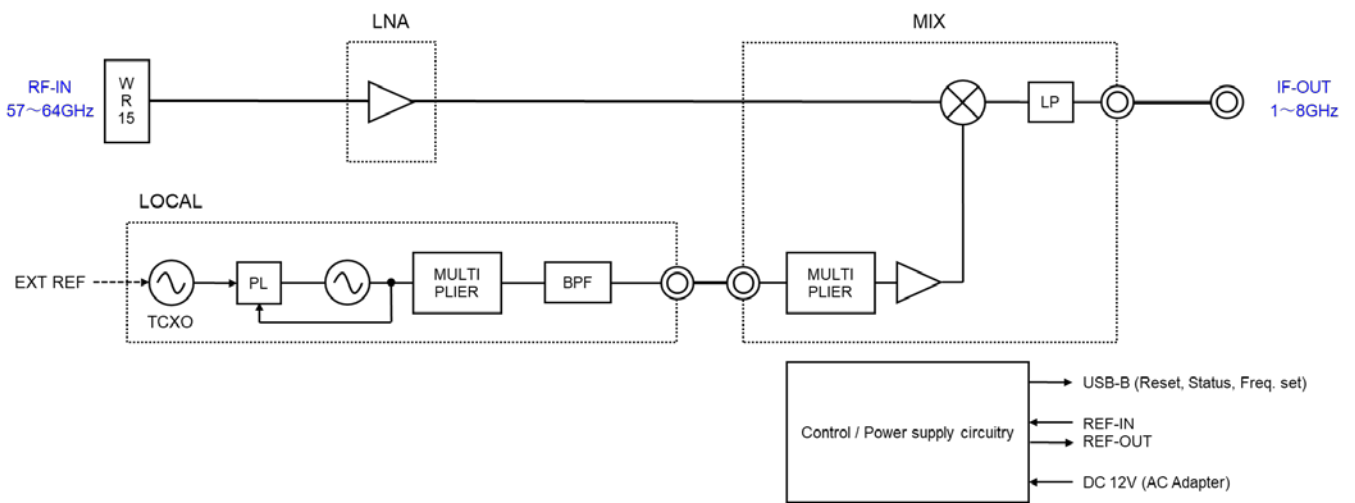 LNA
MIX
RF-IN
57～64GHz
W
R
15
LP
IF-OUT
1～8GHz
LOCAL
EXT REF
TCXO
PL
MULTI
PLIER
BPF
MULTI
PLIER
Control / Power supply circuitry
USB-B (Reset, Status, Freq. set)
REF-IN
REF-OUT
DC 12V (AC Adapter)